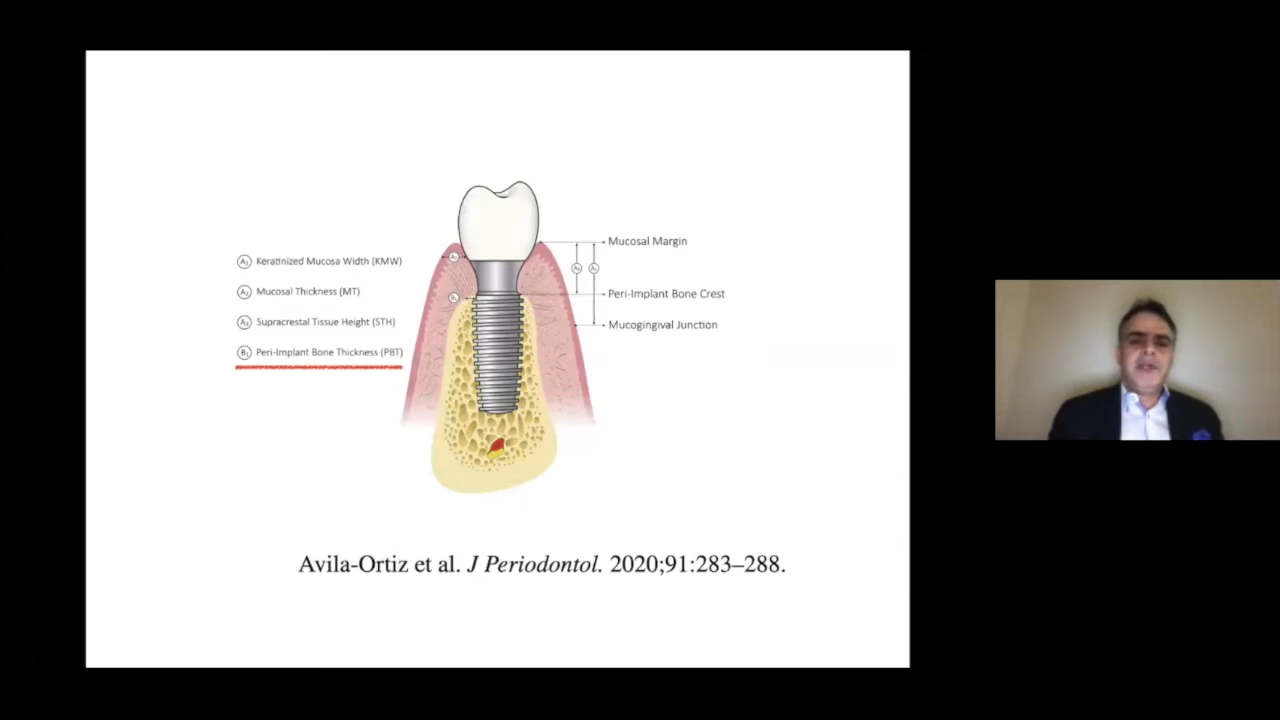 A₁ Keratinized Mucosa Width (KMW)
A₂ Mucosal Thickness (MT)
A₃ Supracrestal Tissue Height (STH)
B₁ Peri-Implant Bone Thickness (PBT)
Mucosal Margin
Peri-Implant Bone Crest
Mucogingival Junction
Avila-Ortiz et al. J Periodontol. 2020;91:283–288.